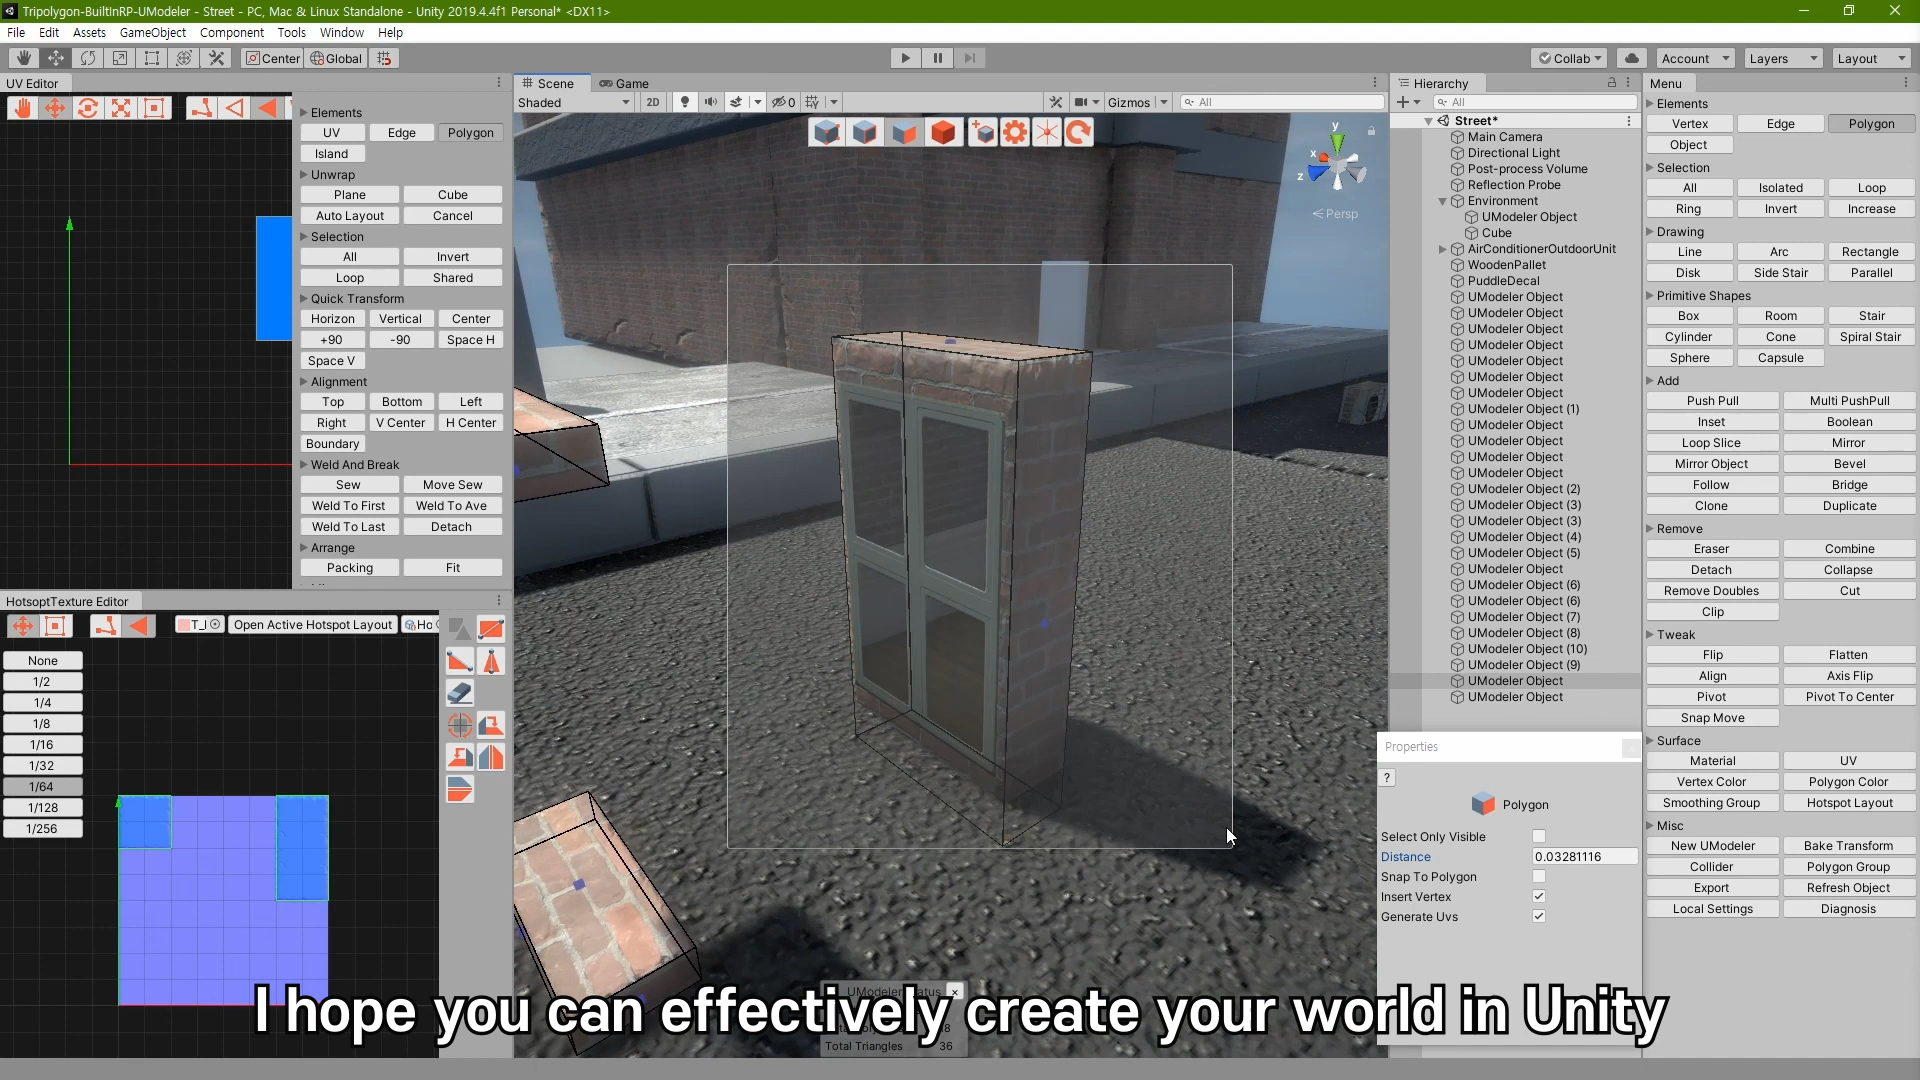 Tripolygon-BuiltInRP-UModeler - Street - PC, Mac & Linux Standalone - Unity 2019.4.4f1 Personal* <DX11>
File Edit Assets GameObject Component Tools Window Help
Center Global Collab Account Layers Layout
UV Editor
Elements
UV Edge Polygon
Island
Unwrap
Plane Cube
Auto Layout Cancel
Selection
All Invert
Loop Shared
Quick Transform
Horizon Vertical Center
+90 -90 Space H
Space V
Alignment
Top Bottom Left
Right V Center H Center
Boundary
Weld And Break
Sew Move Sew
Weld To First Weld To Ave
Weld To Last Detach
Arrange
Packing Fit
HotsoptTexture Editor
T_I Open Active Hotspot Layout Ho
None
1/2
1/4
1/8
1/16
1/32
1/64
1/128
1/256
Scene Game
Shaded 2D 0 Gizmos All
y
x
z
Persp
Total Triangles 36
Hierarchy
All
Street*
Main Camera
Directional Light
Post-process Volume
Reflection Probe
Environment
UModeler Object
Cube
AirConditionerOutdoorUnit
WoodenPallet
PuddleDecal
UModeler Object
UModeler Object
UModeler Object
UModeler Object
UModeler Object
UModeler Object
UModeler Object
UModeler Object (1)
UModeler Object
UModeler Object
UModeler Object
UModeler Object
UModeler Object (2)
UModeler Object (3)
UModeler Object (3)
UModeler Object (4)
UModeler Object (5)
UModeler Object
UModeler Object (6)
UModeler Object (6)
UModeler Object (7)
UModeler Object (8)
UModeler Object (10)
UModeler Object (9)
UModeler Object
UModeler Object
Properties
?
Polygon
Select Only Visible
Distance 0.03281116
Snap To Polygon
Insert Vertex
Generate Uvs
Menu
Elements
Vertex Edge Polygon
Object
Selection
All Isolated Loop
Ring Invert Increase
Drawing
Line Arc Rectangle
Disk Side Stair Parallel
Primitive Shapes
Box Room Stair
Cylinder Cone Spiral Stair
Sphere Capsule
Add
Push Pull Multi PushPull
Inset Boolean
Loop Slice Mirror
Mirror Object Bevel
Follow Bridge
Clone Duplicate
Remove
Eraser Combine
Detach Collapse
Remove Doubles Cut
Clip
Tweak
Flip Flatten
Align Axis Flip
Pivot Pivot To Center
Snap Move
Surface
Material UV
Vertex Color Polygon Color
Smoothing Group Hotspot Layout
Misc
New UModeler Bake Transform
Collider Polygon Group
Export Refresh Object
Local Settings Diagnosis
I hope you can effectively create your world in Unity